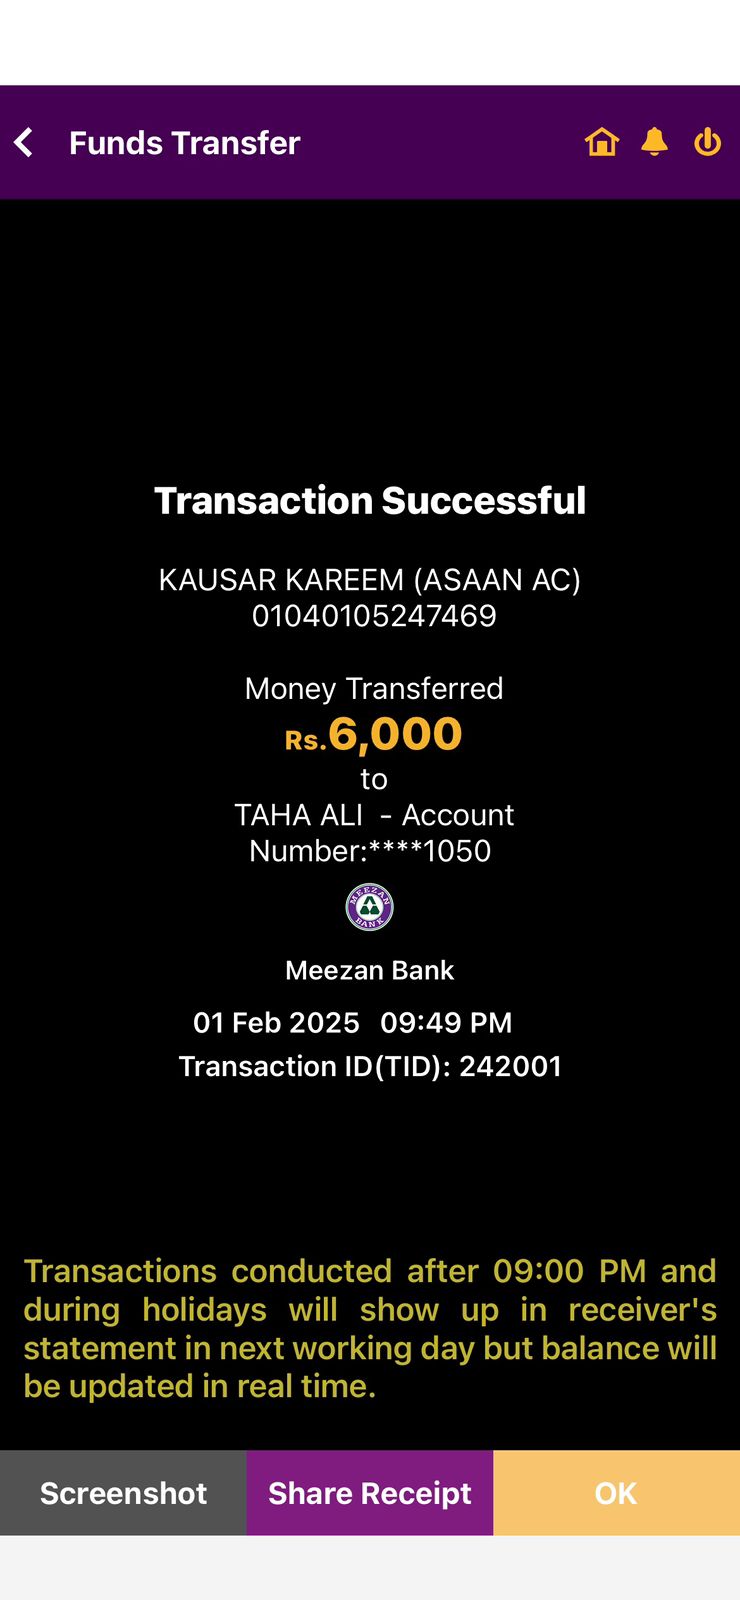 Funds Transfer
Transaction Successful
KAUSAR KAREEM (ASAAN AC)
01040105247469
Money Transferred
Rs.6,000
to
TAHA ALI - Account
Number:****1050
MEEZAN
BANK
Meezan Bank
01 Feb 2025 09:49 PM
Transaction ID(TID): 242001
Transactions conducted after 09:00 PM and
during holidays will show up in receiver's
statement in next working day but balance will
be updated in real time.
Screenshot Share Receipt OK